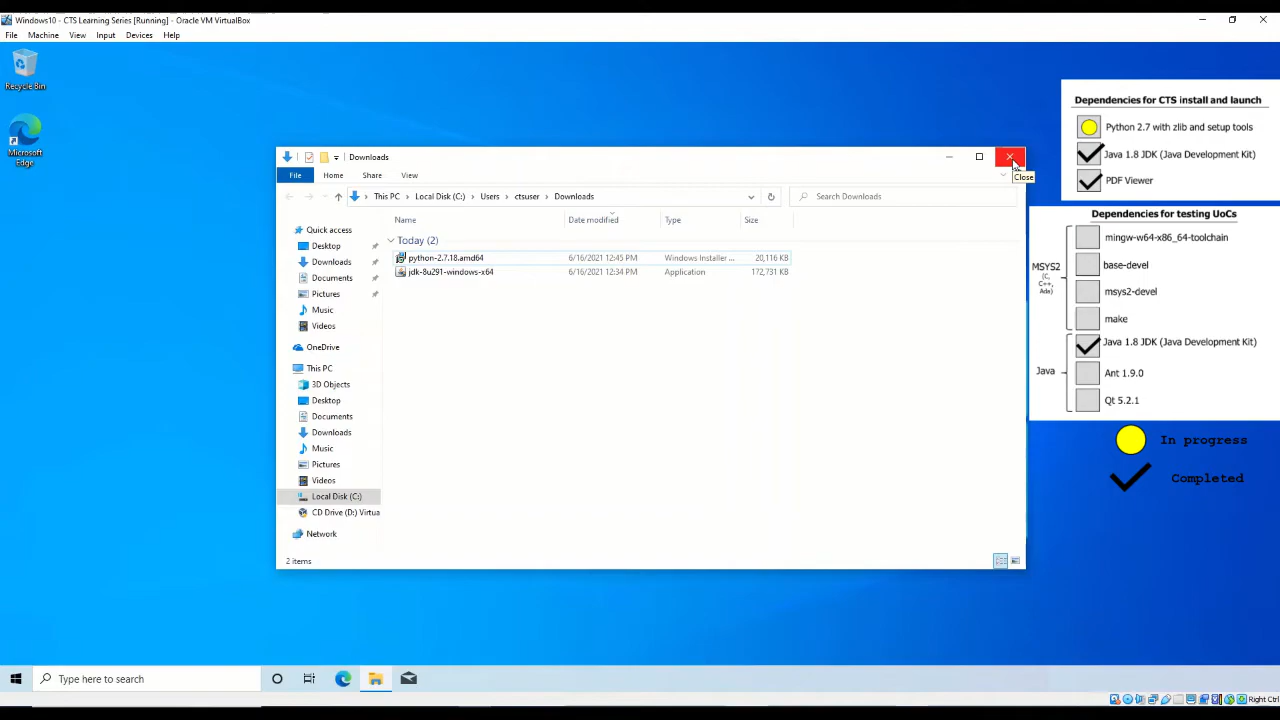 Windows10 - CTS Learning Series [Running] - Oracle VM VirtualBox
File Machine View Input Devices Help
Recycle Bin
Microsoft
Edge
Downloads
Close
File Home Share View
This PC Local Disk (C:) Users ctsuser Downloads
Search Downloads
Name Date modified Type Size
Today (2)
python-2.7.18.amd64 6/16/2021 12:45 PM Windows Installer ... 20,116 KB
jdk-8u291-windows-x64 6/16/2021 12:34 PM Application 172,731 KB
Quick access
Desktop
Downloads
Documents
Pictures
Music
Videos
OneDrive
This PC
3D Objects
Desktop
Documents
Downloads
Music
Pictures
Videos
Local Disk (C:)
CD Drive (D:) Virtua
Network
2 items
Dependencies for CTS install and launch
Python 2.7 with zlib and setup tools
Java 1.8 JDK (Java Development Kit)
PDF Viewer
Dependencies for testing UoCs
MSYS2
(C,
C++,
Ada)
mingw-w64-x86_64-toolchain
base-devel
msys2-devel
make
Java
Java 1.8 JDK (Java Development Kit)
Ant 1.9.0
Qt 5.2.1
In progress
Completed
Type here to search
Right Ctrl